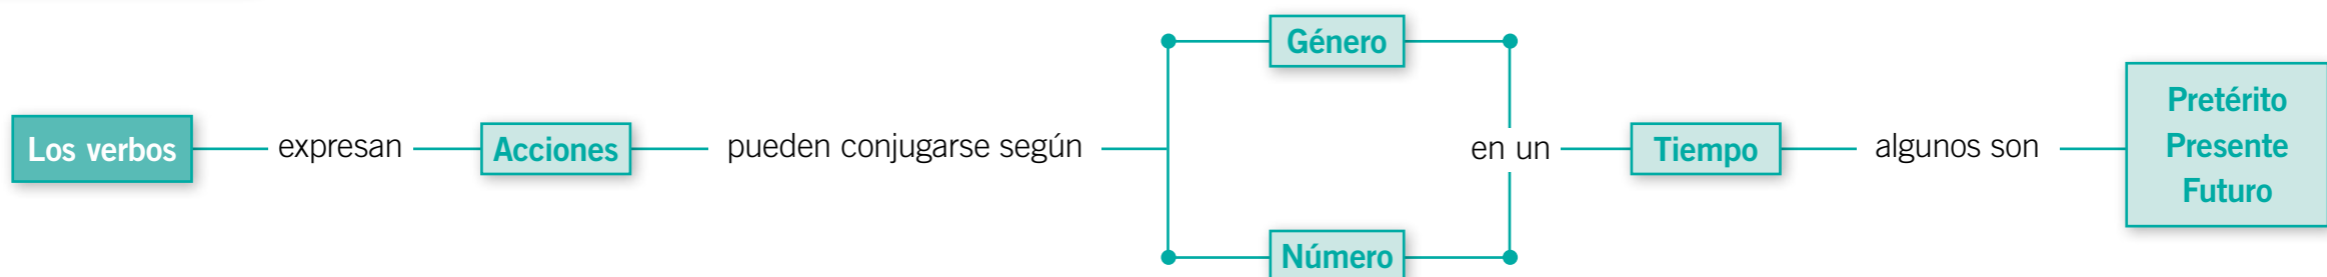 Los verbos
expresan
Acciones
pueden conjugarse según
Género
Número
en un
Tiempo
algunos son
Pretérito
Presente
Futuro